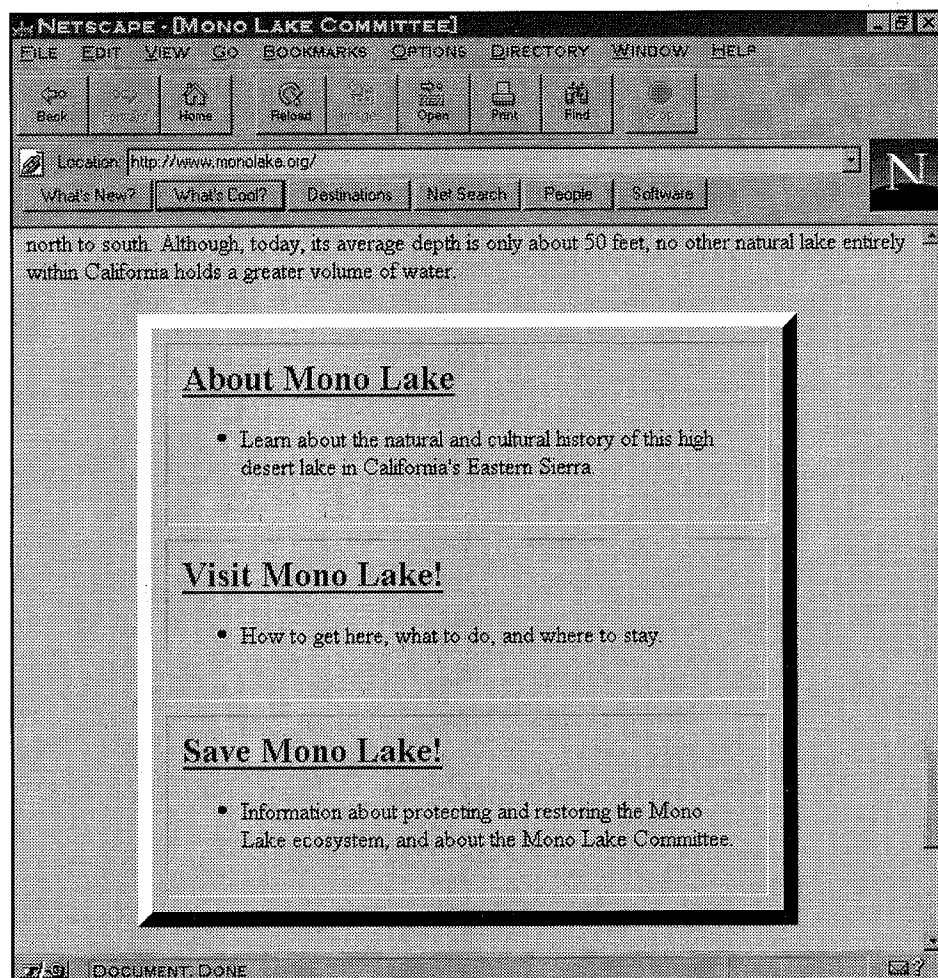 NETSCAPE - [MONO LAKE COMMITTEE]
FILE EDIT VIEW GO BOOKMARKS OPTIONS DIRECTORY WINDOW HELP
Back Forward Home Reload Images Open Print Find Stop
Location: http://www.monolake.org/
N
What's New? What's Cool? Destinations Net Search People Software
north to south. Although, today, its average depth is only about 50 feet, no other natural lake entirely
within California holds a greater volume of water.
About Mono Lake
• Learn about the natural and cultural history of this high
desert lake in California's Eastern Sierra.
Visit Mono Lake!
• How to get here, what to do, and where to stay.
Save Mono Lake!
• Information about protecting and restoring the Mono
Lake ecosystem, and about the Mono Lake Committee.
DOCUMENT: DONE